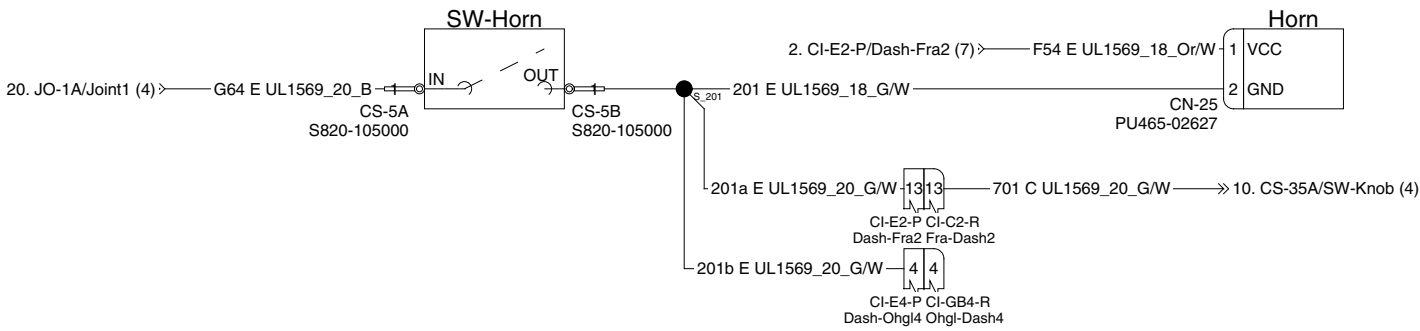 SW-Horn
Horn
2. CI-E2-P/Dash-Fra2 (7)
F54 E UL1569_18_Or/W
1
VCC
20. JO-1A/Joint1 (4)
G64 E UL1569_20_B
1
IN
OUT
1
S_201
201 E UL1569_18_G/W
2
GND
CS-5A
S820-105000
CS-5B
S820-105000
CN-25
PU465-02627
201a E UL1569_20_G/W
13
13
701 C UL1569_20_G/W
10. CS-35A/SW-Knob (4)
CI-E2-P CI-C2-R
Dash-Fra2 Fra-Dash2
201b E UL1569_20_G/W
4
4
CI-E4-P CI-GB4-R
Dash-Ohgl4 Ohgl-Dash4